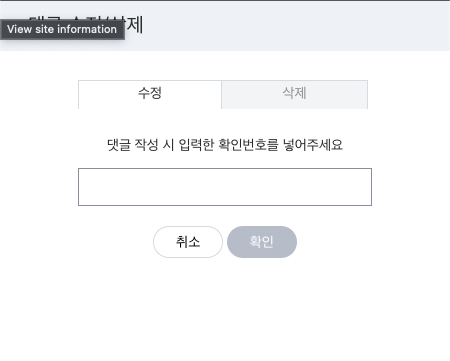 댓글 수정/삭제
View site information
수정
삭제
댓글 작성 시 입력한 확인번호를 넣어주세요
취소
확인